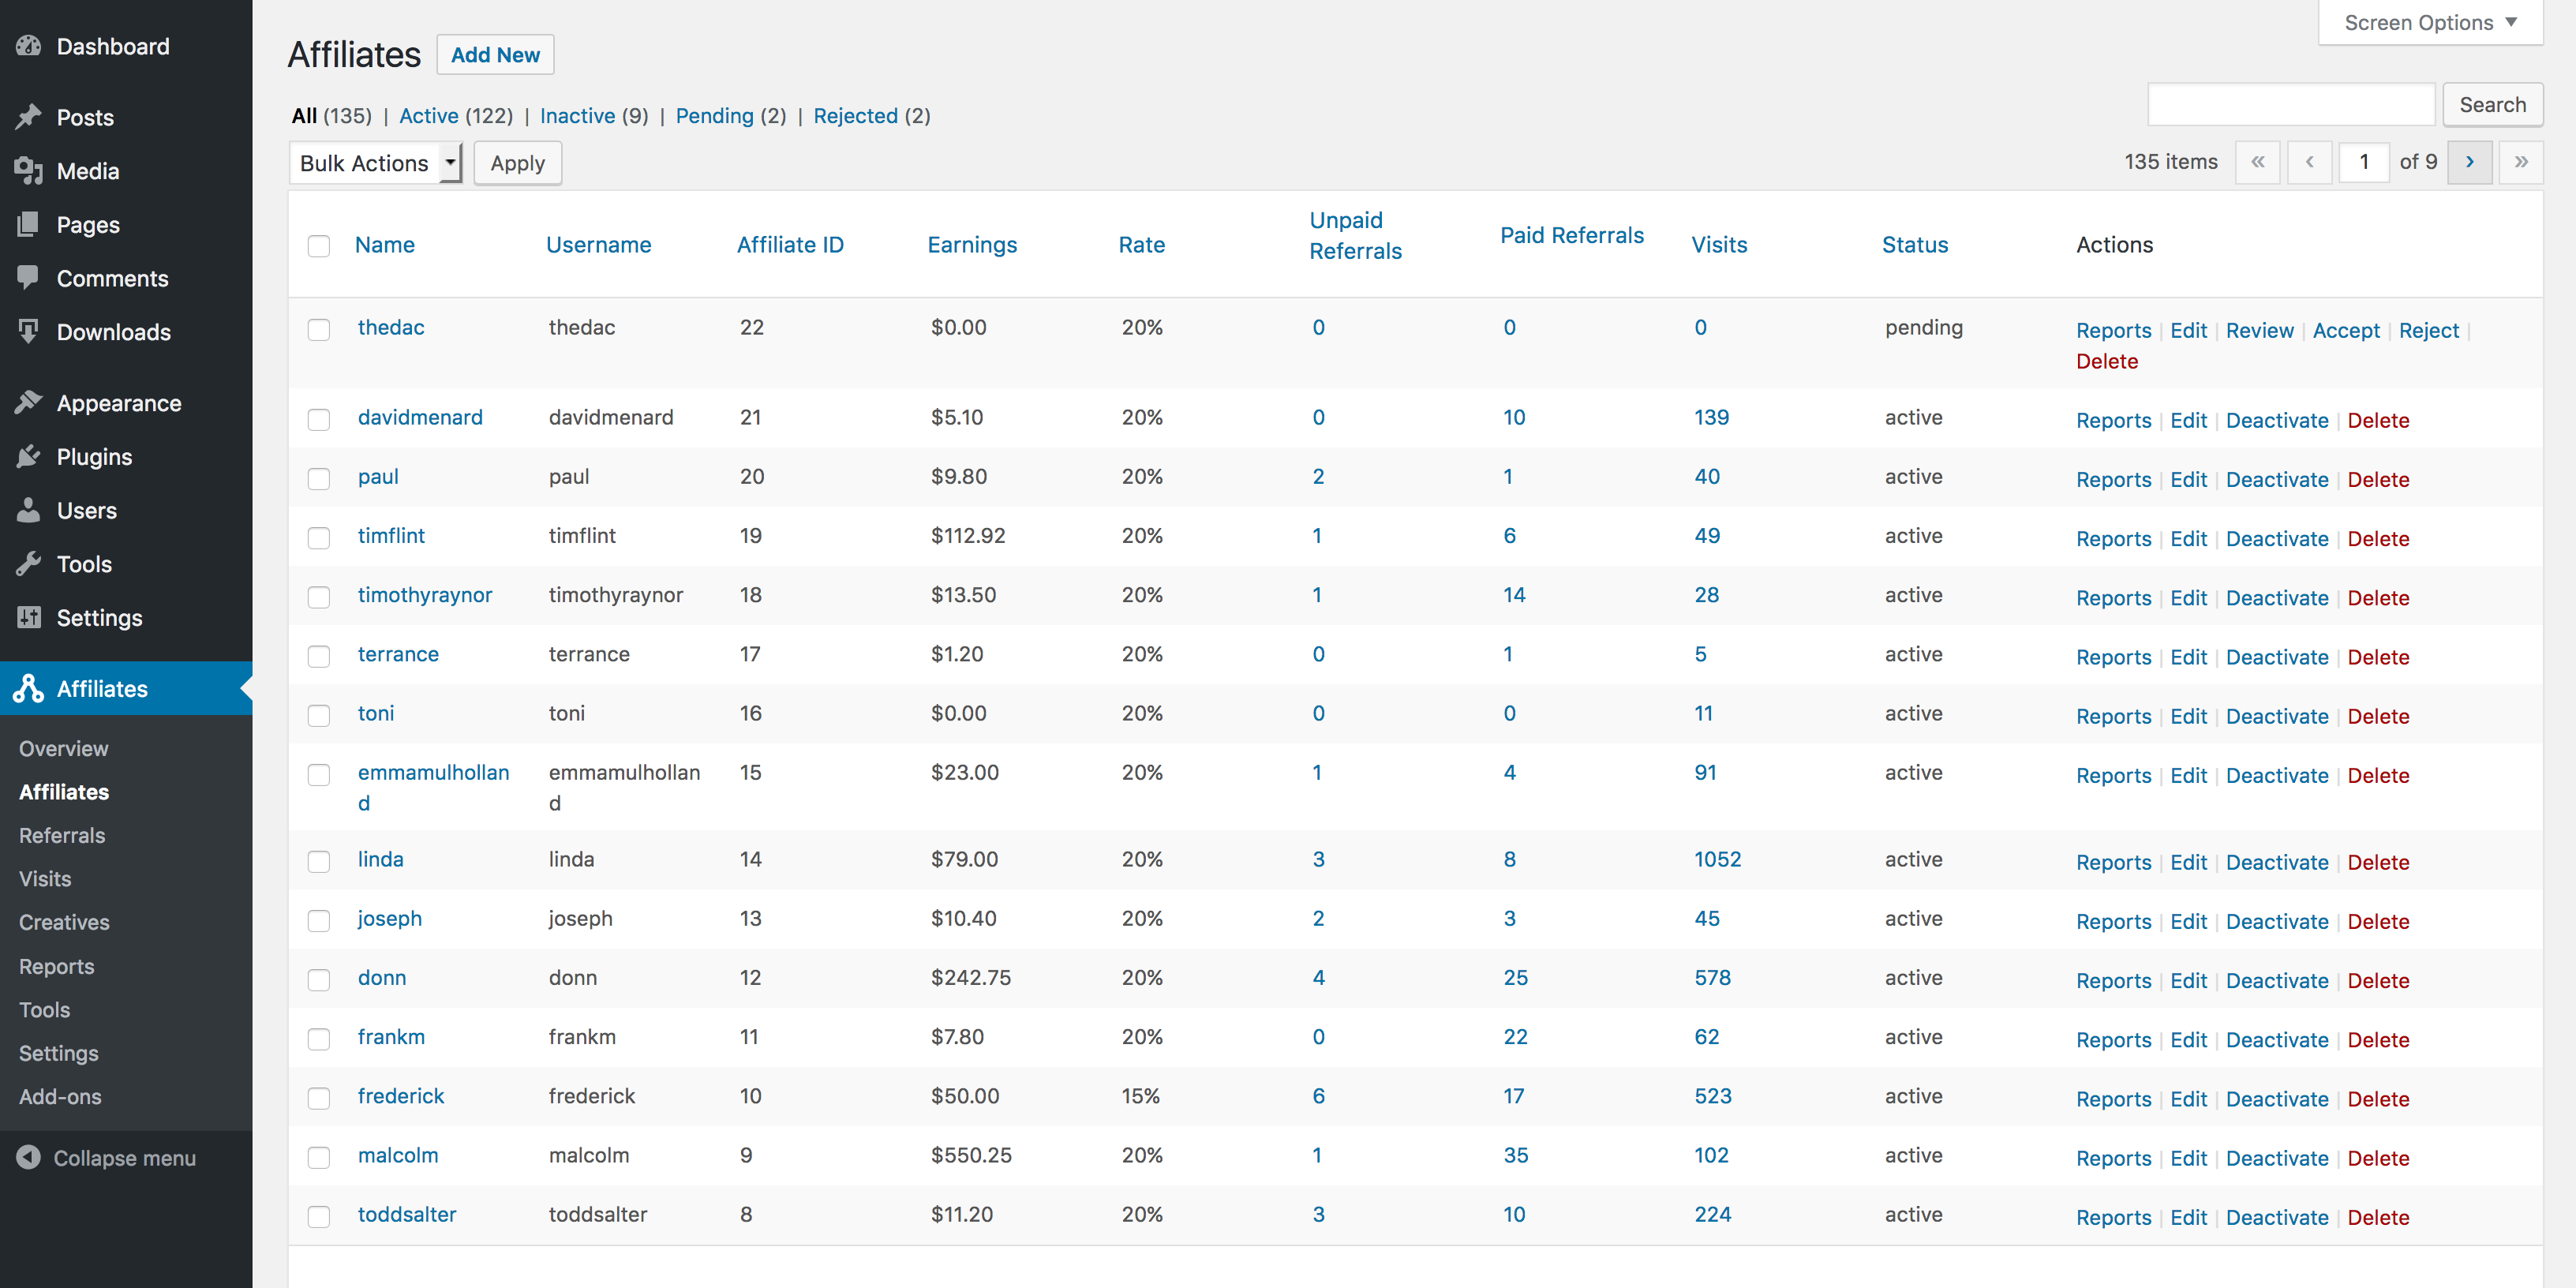 Dashboard
Posts
Media
Pages
Comments
Downloads
Appearance
Plugins
Users
Tools
Settings
Affiliates
Overview
Affiliates
Referrals
Visits
Creatives
Reports
Tools
Settings
Add-ons
Collapse menu
Screen Options ▼
Affiliates Add New
Search
All (135) | Active (122) | Inactive (9) | Pending (2) | Rejected (2)
Bulk Actions Apply 135 items « ‹ 1 of 9 › »
Name Username Affiliate ID Earnings Rate Unpaid Referrals Paid Referrals Visits Status Actions
thedac thedac 22 $0.00 20% 0 0 0 pending Reports | Edit | Review | Accept | Reject |
Delete
davidmenard davidmenard 21 $5.10 20% 0 10 139 active Reports | Edit | Deactivate | Delete
paul paul 20 $9.80 20% 2 1 40 active Reports | Edit | Deactivate | Delete
timflint timflint 19 $112.92 20% 1 6 49 active Reports | Edit | Deactivate | Delete
timothyraynor timothyraynor 18 $13.50 20% 1 14 28 active Reports | Edit | Deactivate | Delete
terrance terrance 17 $1.20 20% 0 1 5 active Reports | Edit | Deactivate | Delete
toni toni 16 $0.00 20% 0 0 11 active Reports | Edit | Deactivate | Delete
emmamulhollan emmamulhollan 15 $23.00 20% 1 4 91 active Reports | Edit | Deactivate | Delete
d d
linda linda 14 $79.00 20% 3 8 1052 active Reports | Edit | Deactivate | Delete
joseph joseph 13 $10.40 20% 2 3 45 active Reports | Edit | Deactivate | Delete
donn donn 12 $242.75 20% 4 25 578 active Reports | Edit | Deactivate | Delete
frankm frankm 11 $7.80 20% 0 22 62 active Reports | Edit | Deactivate | Delete
frederick frederick 10 $50.00 15% 6 17 523 active Reports | Edit | Deactivate | Delete
malcolm malcolm 9 $550.25 20% 1 35 102 active Reports | Edit | Deactivate | Delete
toddsalter toddsalter 8 $11.20 20% 3 10 224 active Reports | Edit | Deactivate | Delete